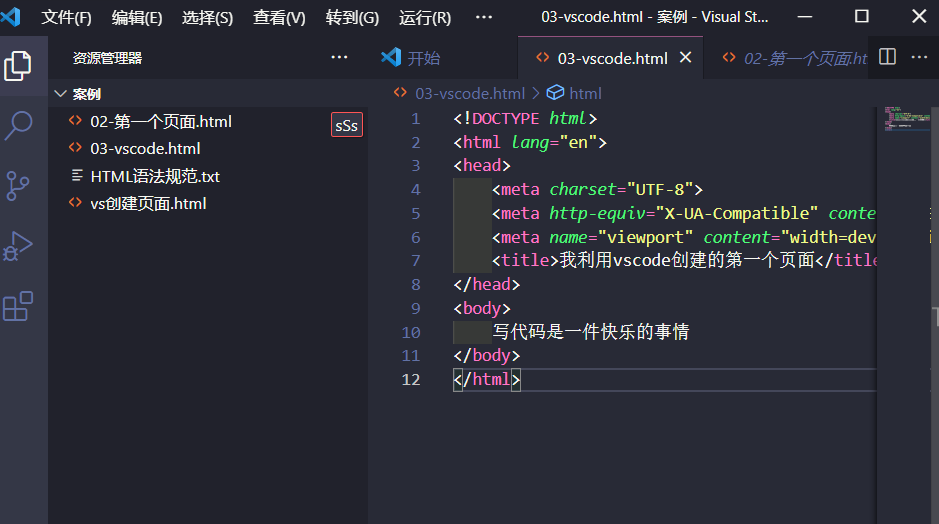 文件(F) 编辑(E) 选择(S) 查看(V) 转到(G) 运行(R) ··· 03-vscode.html - 案例 - Visual St...
资源管理器 ··· 开始 03-vscode.html 02-第一个页面.ht ···
案例
02-第一个页面.html
sSs
03-vscode.html
HTML语法规范.txt
vs创建页面.html
03-vscode.html > html
1 <!DOCTYPE html>
2 <html lang="en">
3 <head>
4 <meta charset="UTF-8">
5 <meta http-equiv="X-UA-Compatible" conte
6 <meta name="viewport" content="width=dev
7 <title>我利用vscode创建的第一个页面</title
8 </head>
9 <body>
10 写代码是一件快乐的事情
11 </body>
12 </html>